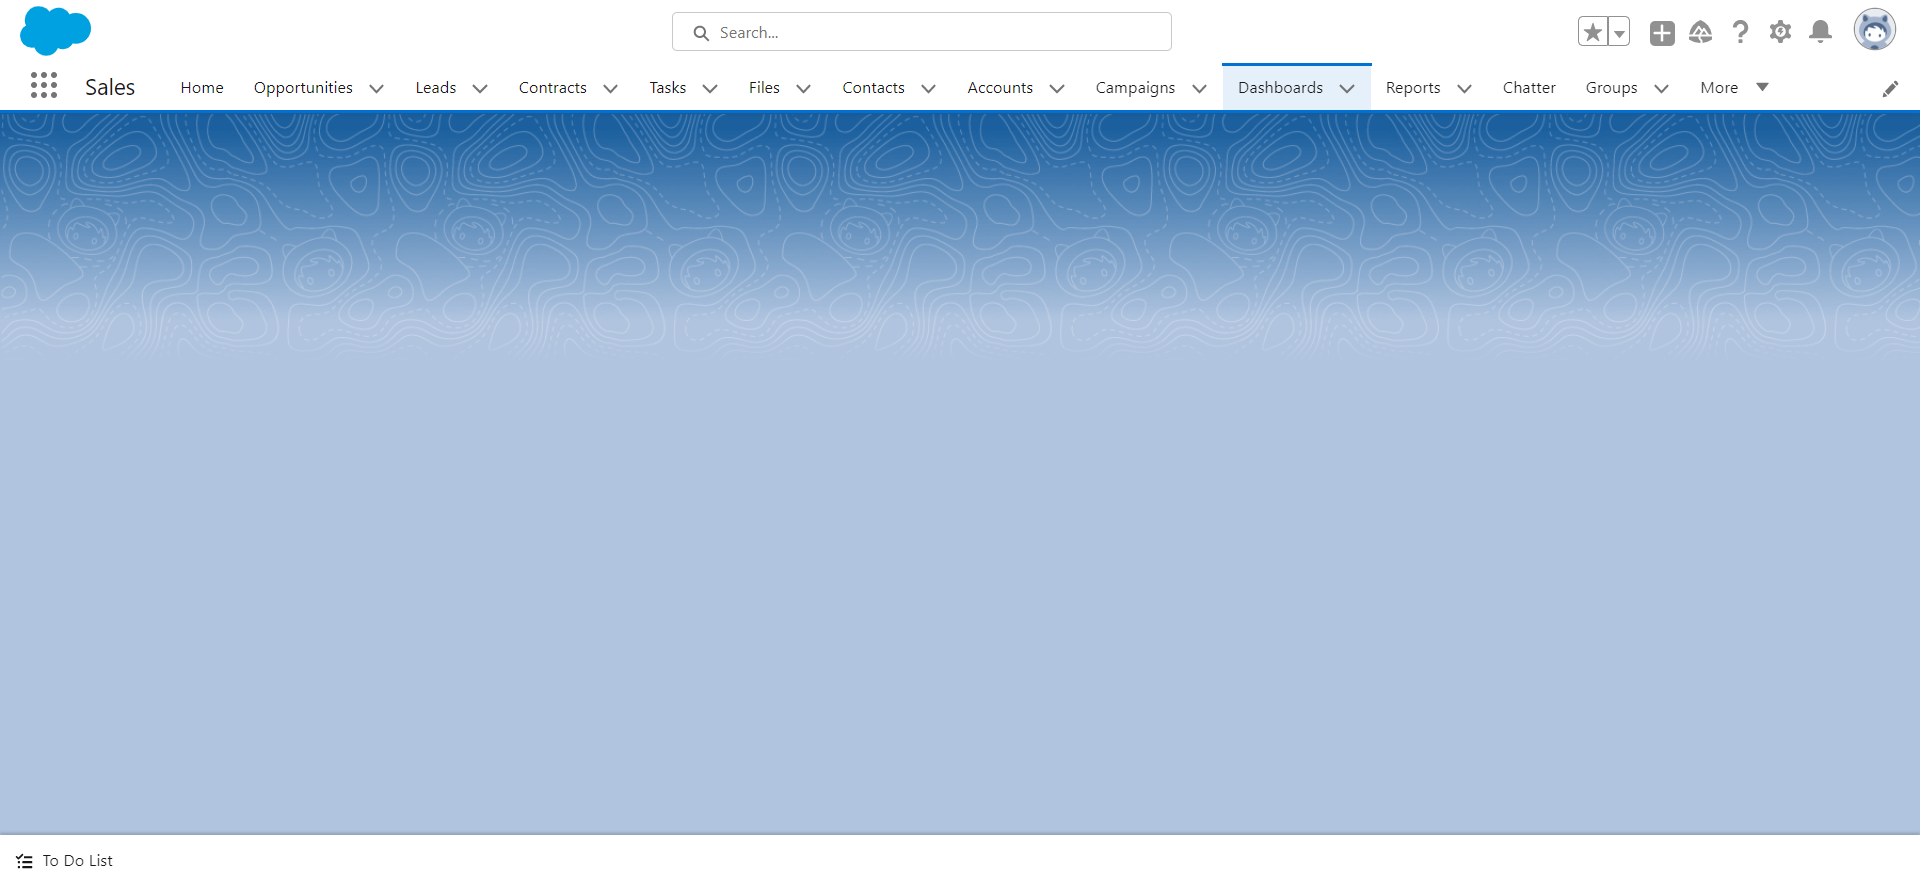 Search...
Sales Home Opportunities Leads Contracts Tasks Files Contacts Accounts Campaigns Dashboards Reports Chatter Groups More
To Do List